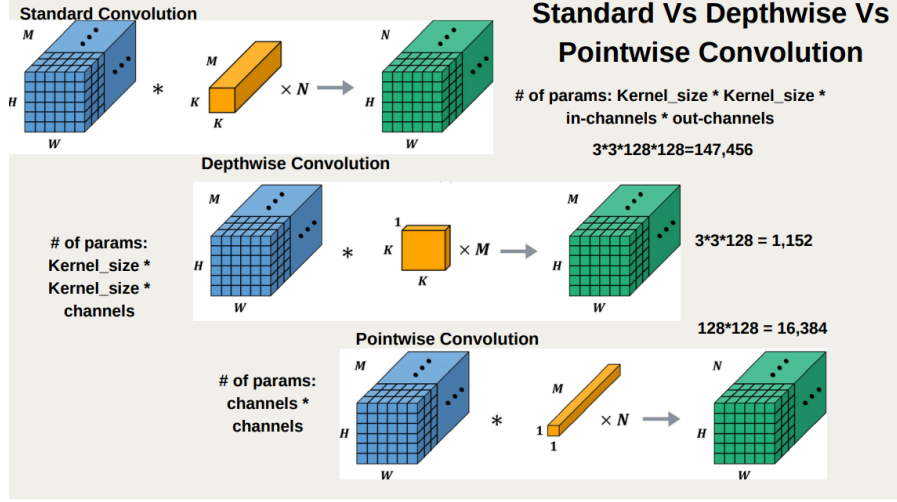 Standard Convolution
Standard Vs Depthwise Vs
Pointwise Convolution
M
H
W
*
M
K
K
× N
N
H
W
# of params: Kernel_size * Kernel_size *
in-channels * out-channels
3*3*128*128=147,456
Depthwise Convolution
# of params:
Kernel_size *
Kernel_size *
channels
M
H
W
*
1
K
K
× M
M
H
W
3*3*128 = 1,152
128*128 = 16,384
Pointwise Convolution
# of params:
channels *
channels
M
H
W
*
M
1
1
× N
N
H
W